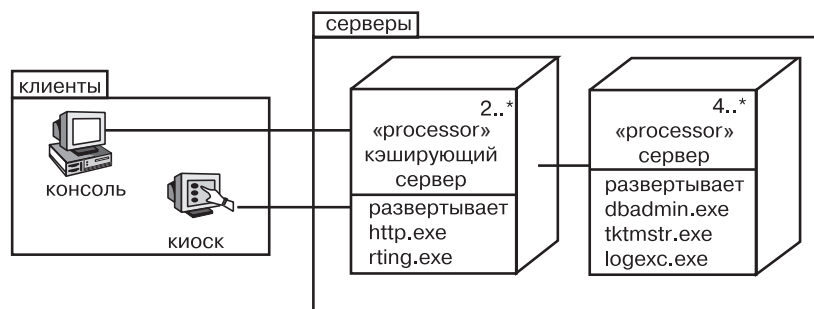 серверы
клиенты
консоль
киоск
2..*
«processor»
кэширующий
сервер
развертывает
http.exe
rting.exe
4..*
«processor»
сервер
развертывает
dbadmin.exe
tktmstr.exe
logexc.exe